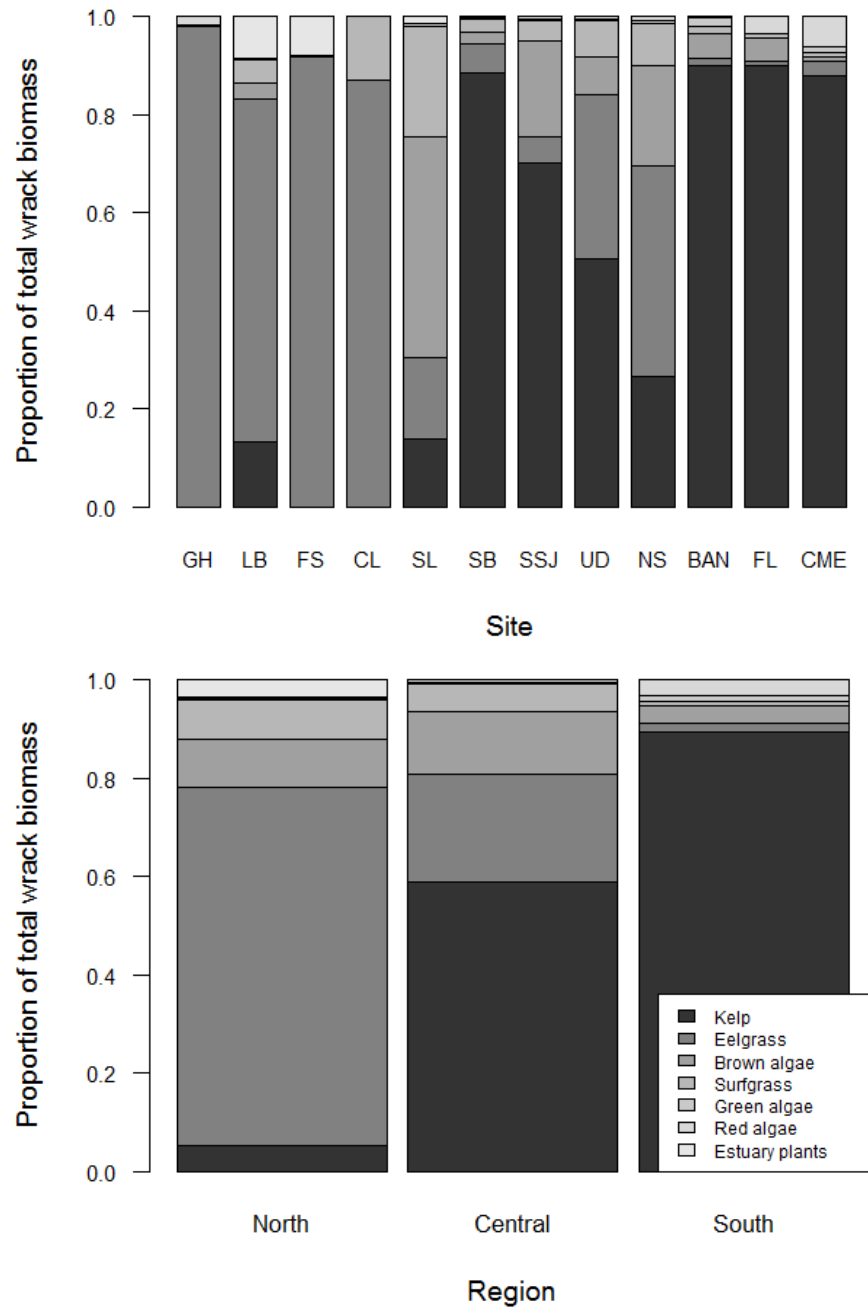 Proportion of total wrack biomass
1.0
0.8
0.6
0.4
0.2
0.0
GH LB FS CL SL SB SSJ UD NS BAN FL CME
Site
Proportion of total wrack biomass
1.0
0.8
0.6
0.4
0.2
0.0
Kelp
Eelgrass
Brown algae
Surfgrass
Green algae
Red algae
Estuary plants
North Central South
Region